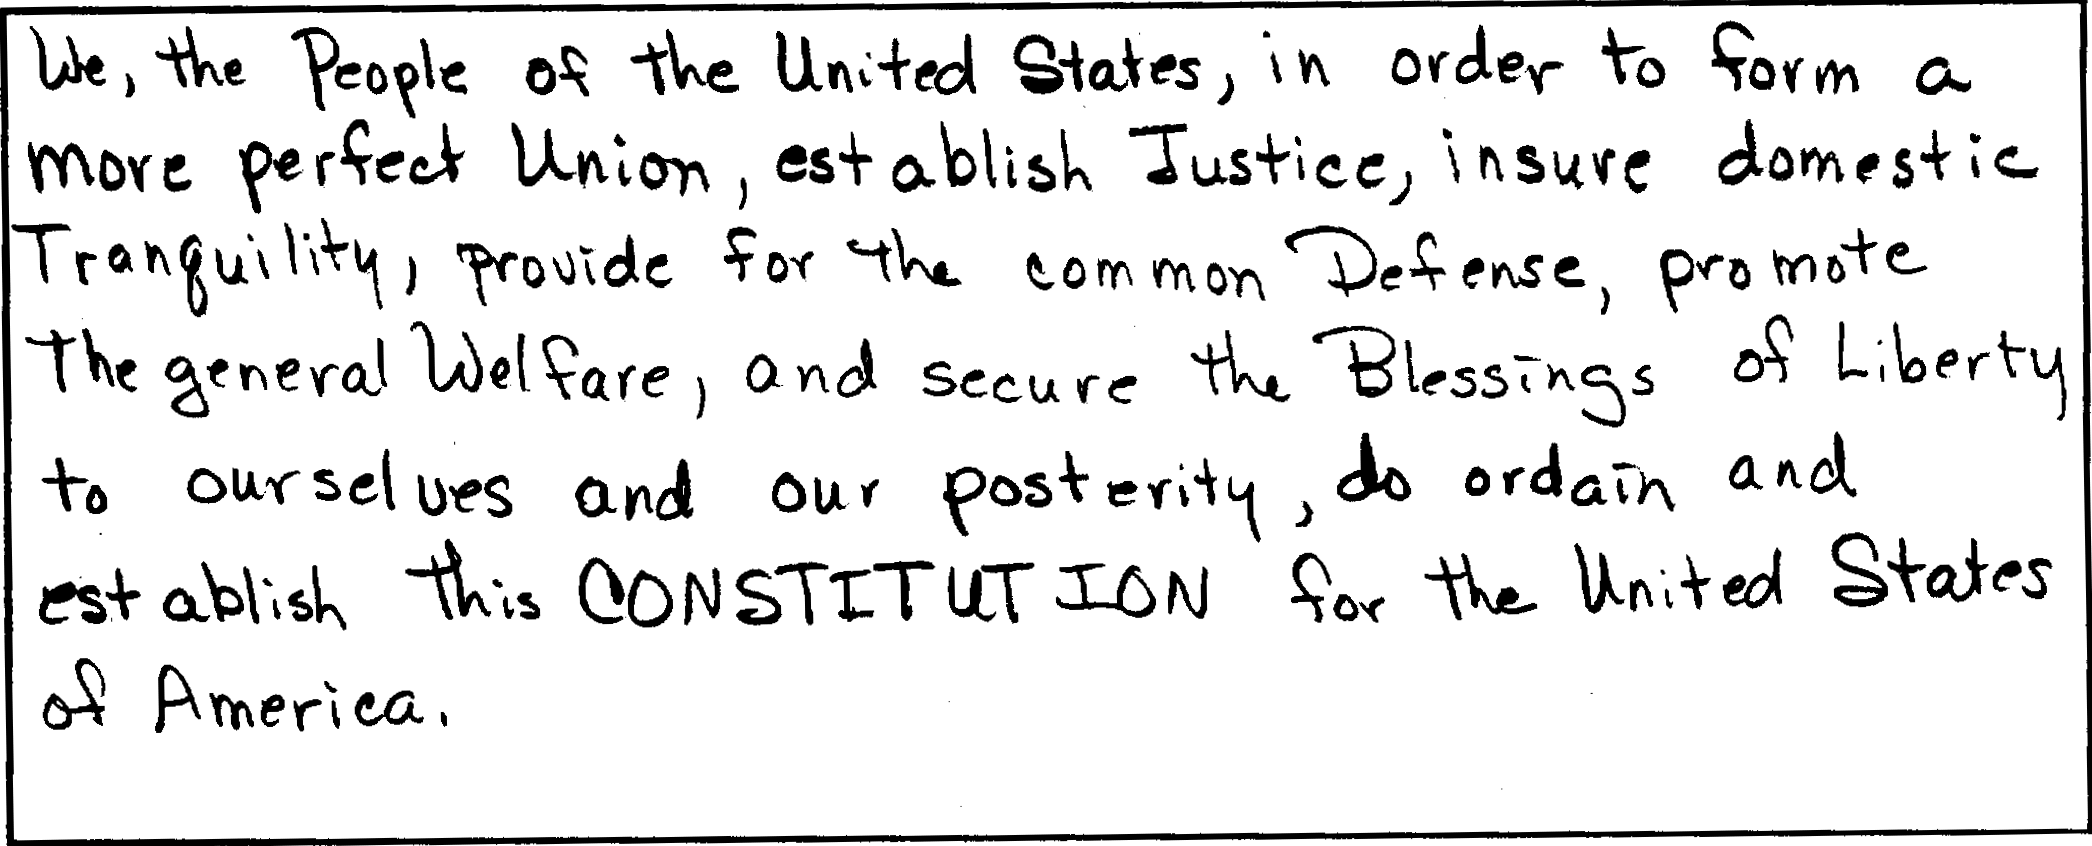 We, the People of the United States, in order to form a
more perfect Union, establish Justice, insure domestic
Tranquility, provide for the common Defense, promote
the general Welfare, and secure the Blessings of Liberty
to ourselves and our posterity, do ordain and
establish this CONSTITUTION for the United States
of America.